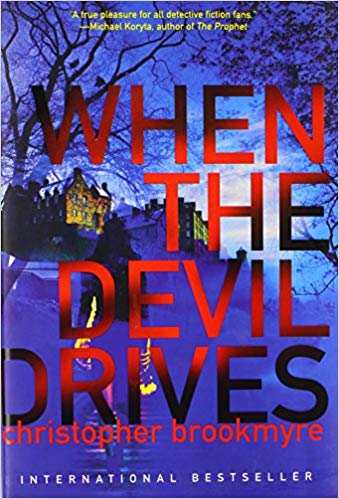 "A true pleasure for all detective fiction fans."
—Michael Koryta, author of The Prophet
WHEN
THE
DEVIL
DRIVES
christopher brookmyre
INTERNATIONAL BESTSELLER